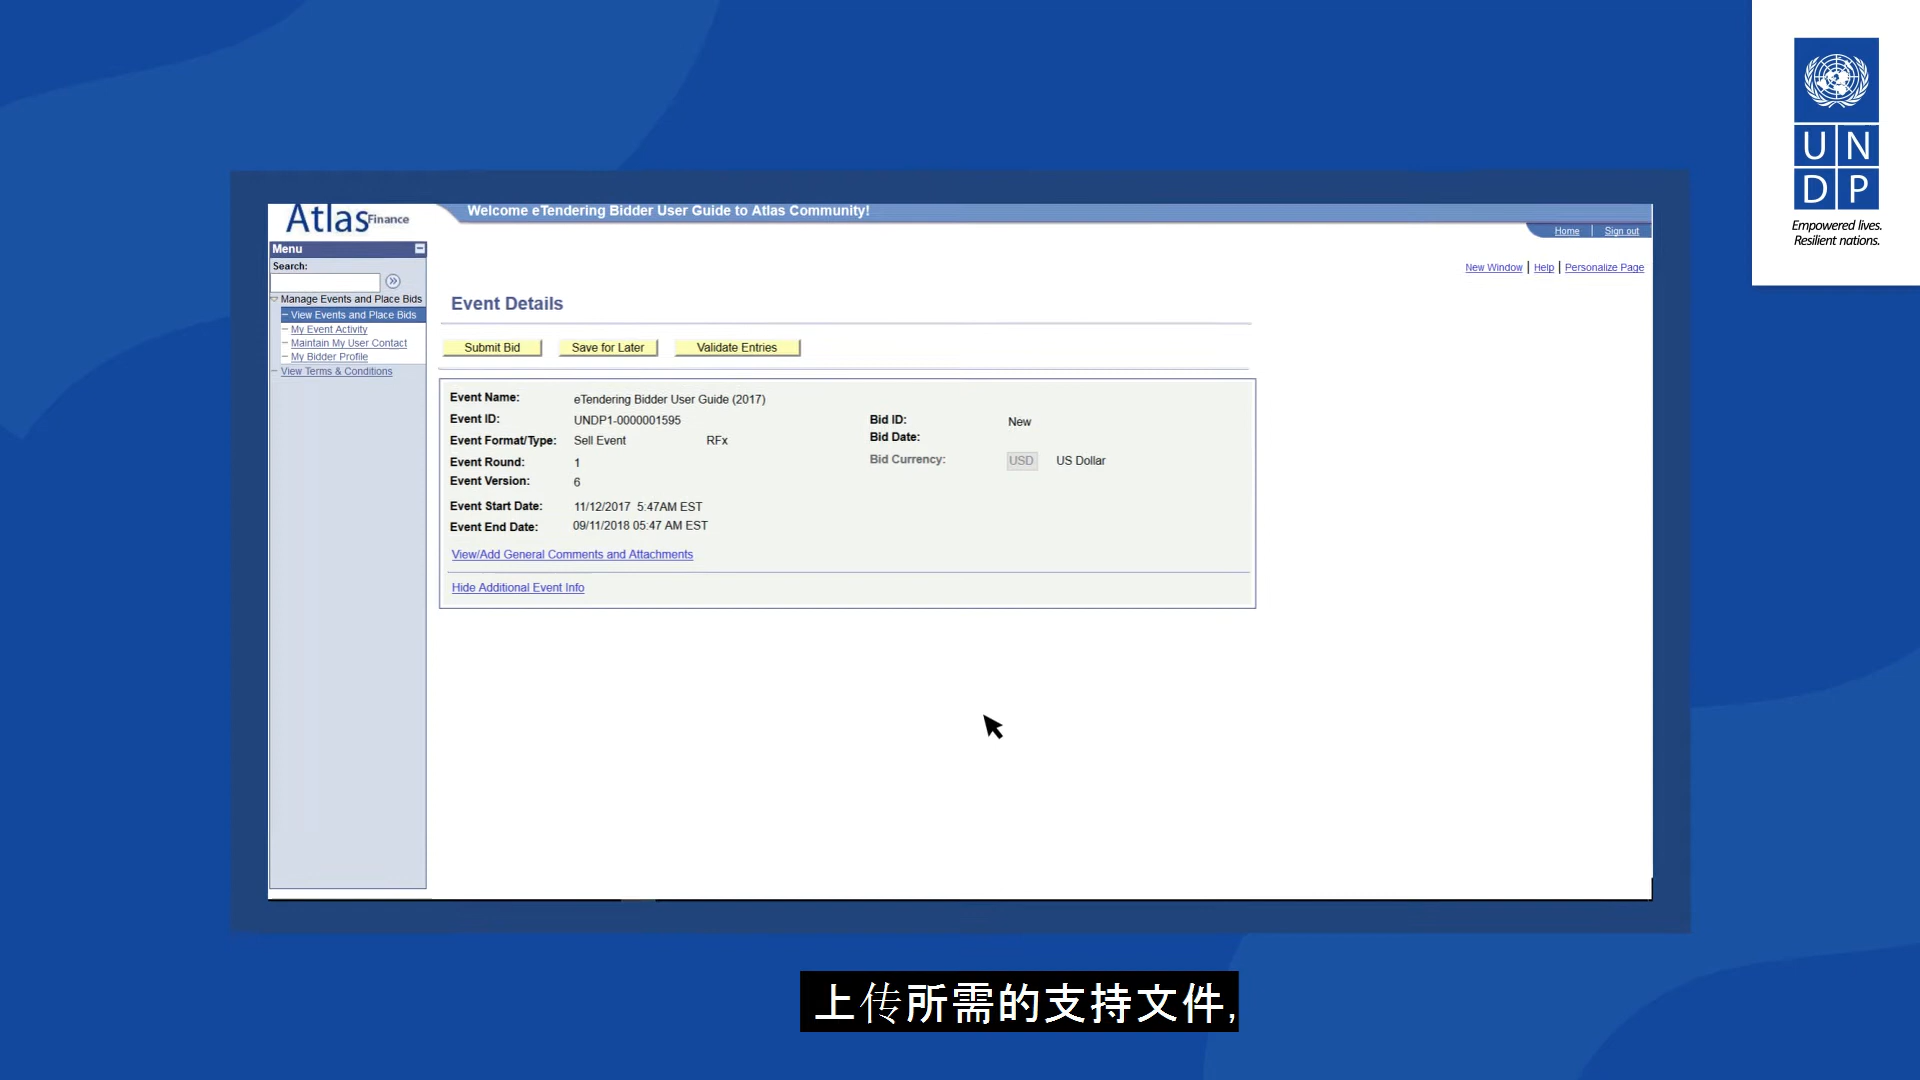 UN
DP
Empowered lives.
Resilient nations.
Atlas Finance
Welcome eTendering Bidder User Guide to Atlas Community!
Home | Sign out
Menu
Search:
Manage Events and Place Bids
View Events and Place Bids
My Event Activity
Maintain My User Contact
My Bidder Profile
View Terms & Conditions
New Window | Help | Personalize Page
Event Details
Submit Bid Save for Later Validate Entries
Event Name: eTendering Bidder User Guide (2017)
Event ID: UNDP1-0000001595 Bid ID: New
Bid Date:
Event Format/Type: Sell Event RFx
Bid Currency: USD US Dollar
Event Round: 1
Event Version: 6
Event Start Date: 11/12/2017 5:47AM EST
Event End Date: 09/11/2018 05:47 AM EST
View/Add General Comments and Attachments
Hide Additional Event Info
上传所需的支持文件,